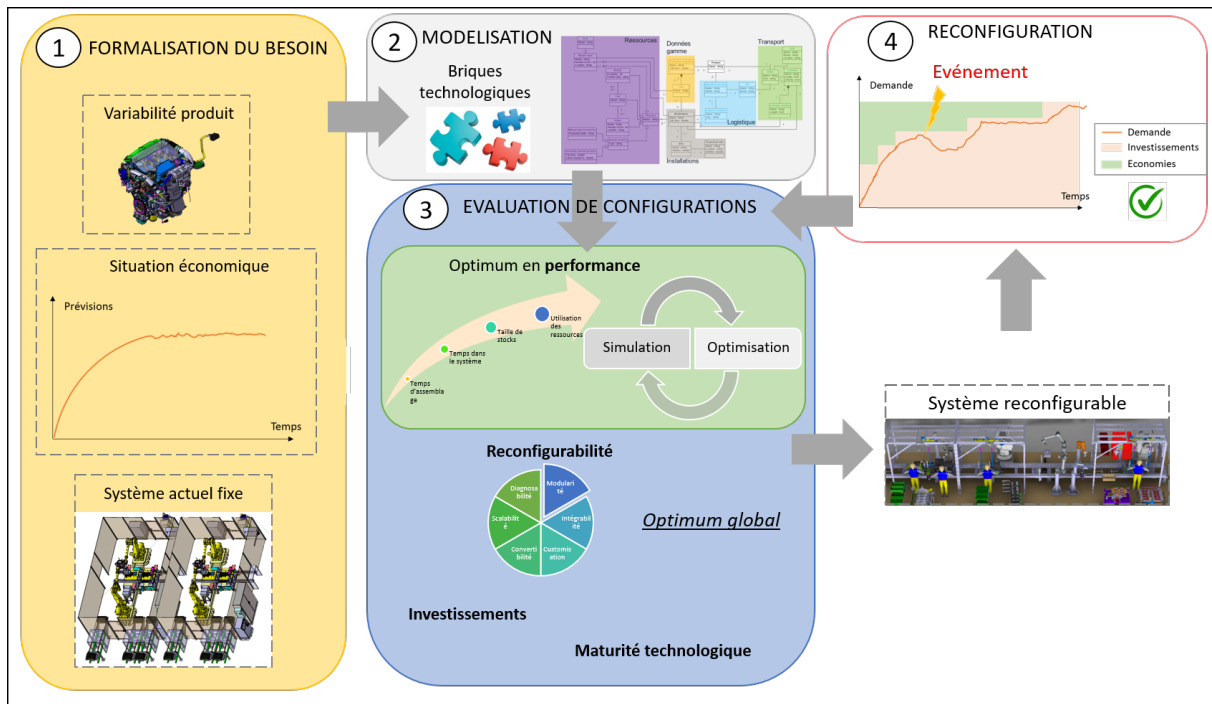 1
FORMALISATION DU BESOIN
Variabilité produit
Situation économique
Prévisions
Temps
Système actuel fixe
2
MODELISATION
Briques
technologiques
Ressources
Données
gamme
Transport
Logistique
Installations
3
EVALUATION DE CONFIGURATIONS
Optimum en performance
Utilisation
des
ressources
Taille de
stocks
Temps dans
le système
Temps
d'assembla
ge
Simulation
Optimisation
Reconfigurabilité
Diagnosa
bilité
Modulari
té
Scalabilit
é
Intégrabil
ité
Converti
bilité
Customis
ation
Optimum global
Investissements
Maturité technologique
4
RECONFIGURATION
Evénement
Demande
Demande
Investissements
Economies
Temps
Système reconfigurable